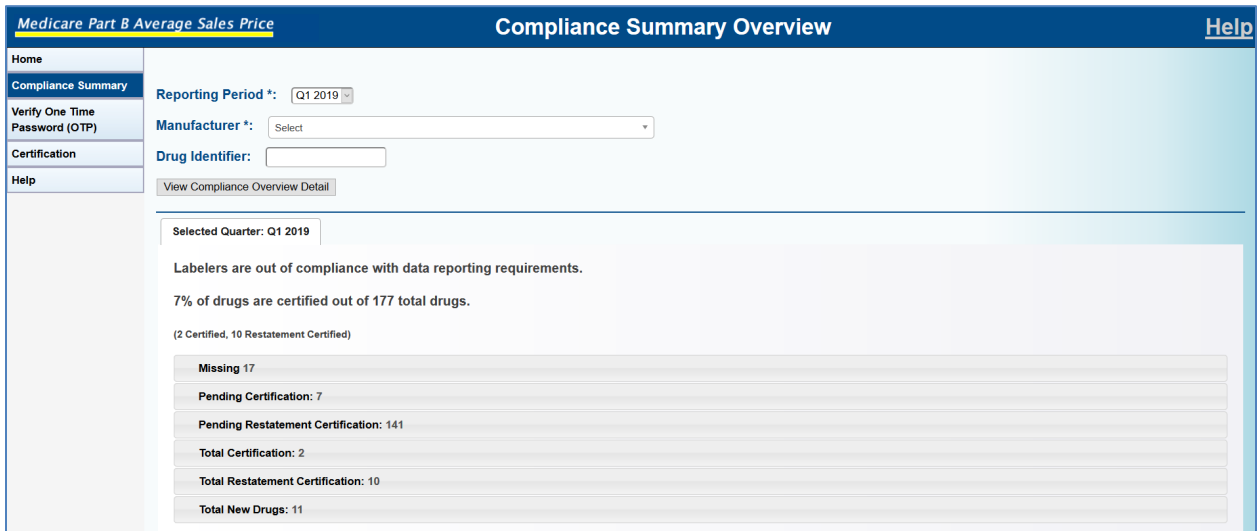 Medicare Part B Average Sales Price
Compliance Summary Overview
Help
Home
Compliance Summary
Verify One Time
Password (OTP)
Certification
Help
Reporting Period *: Q1 2019
Manufacturer *: Select
Drug Identifier:
View Compliance Overview Detail
Selected Quarter: Q1 2019
Labelers are out of compliance with data reporting requirements.
7% of drugs are certified out of 177 total drugs.
(2 Certified, 10 Restatement Certified)
Missing 17
Pending Certification: 7
Pending Restatement Certification: 141
Total Certification: 2
Total Restatement Certification: 10
Total New Drugs: 11